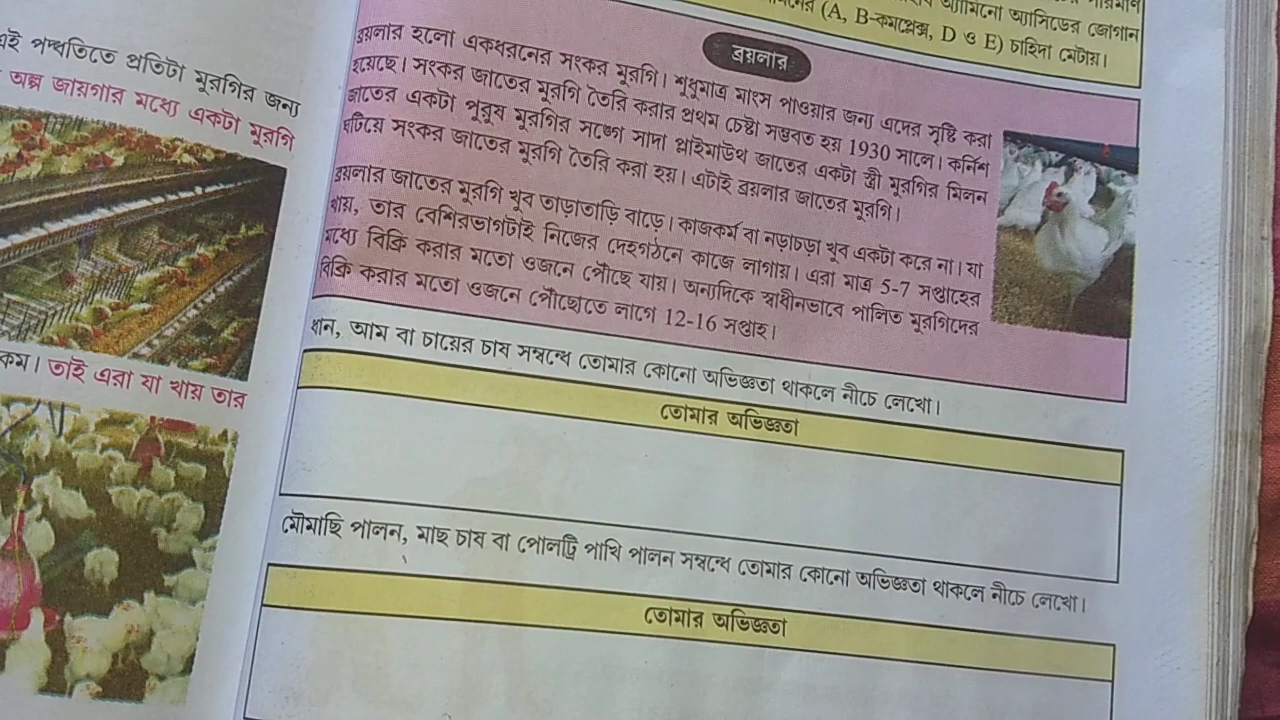 এই পদ্ধতিতে প্রতিটা মুরগির জন্য
অল্প জায়গার মধ্যে একটা মুরগি
কম। তাই এরা যা খায় তার
অ্যামিনো অ্যাসিডের জোগান
(A, B-কমপ্লেক্স, D ও E) চাহিদা মেটায়।
ব্রয়লার
ব্রয়লার হলো একধরনের সংকর মুরগি। শুধুমাত্র মাংস পাওয়ার জন্য এদের সৃষ্টি করা
হয়েছে। সংকর জাতের মুরগি তৈরি করার প্রথম চেষ্টা সম্ভবত হয় 1930 সালে। কর্নিশ
জাতের একটা পুরুষ মুরগির সঙ্গে সাদা প্লাইমাউথ জাতের একটা স্ত্রী মুরগির মিলন
ঘটিয়ে সংকর জাতের মুরগি তৈরি করা হয়। এটাই ব্রয়লার জাতের মুরগি।
ব্রয়লার জাতের মুরগি খুব তাড়াতাড়ি বাড়ে। কাজকর্ম বা নড়াচড়া খুব একটা করে না। যা
খায়, তার বেশিরভাগটাই নিজের দেহগঠনে কাজে লাগায়। এরা মাত্র 5-7 সপ্তাহের
মধ্যে বিক্রি করার মতো ওজনে পৌঁছে যায়। অন্যদিকে স্বাধীনভাবে পালিত মুরগিদের
বিক্রি করার মতো ওজনে পৌঁছোতে লাগে 12-16 সপ্তাহ।
ধান, আম বা চায়ের চাষ সম্বন্ধে তোমার কোনো অভিজ্ঞতা থাকলে নীচে লেখো।
তোমার অভিজ্ঞতা
মৌমাছি পালন, মাছ চাষ বা পোলট্রি পাখি পালন সম্বন্ধে তোমার কোনো অভিজ্ঞতা থাকলে নীচে লেখো।
তোমার অভিজ্ঞতা